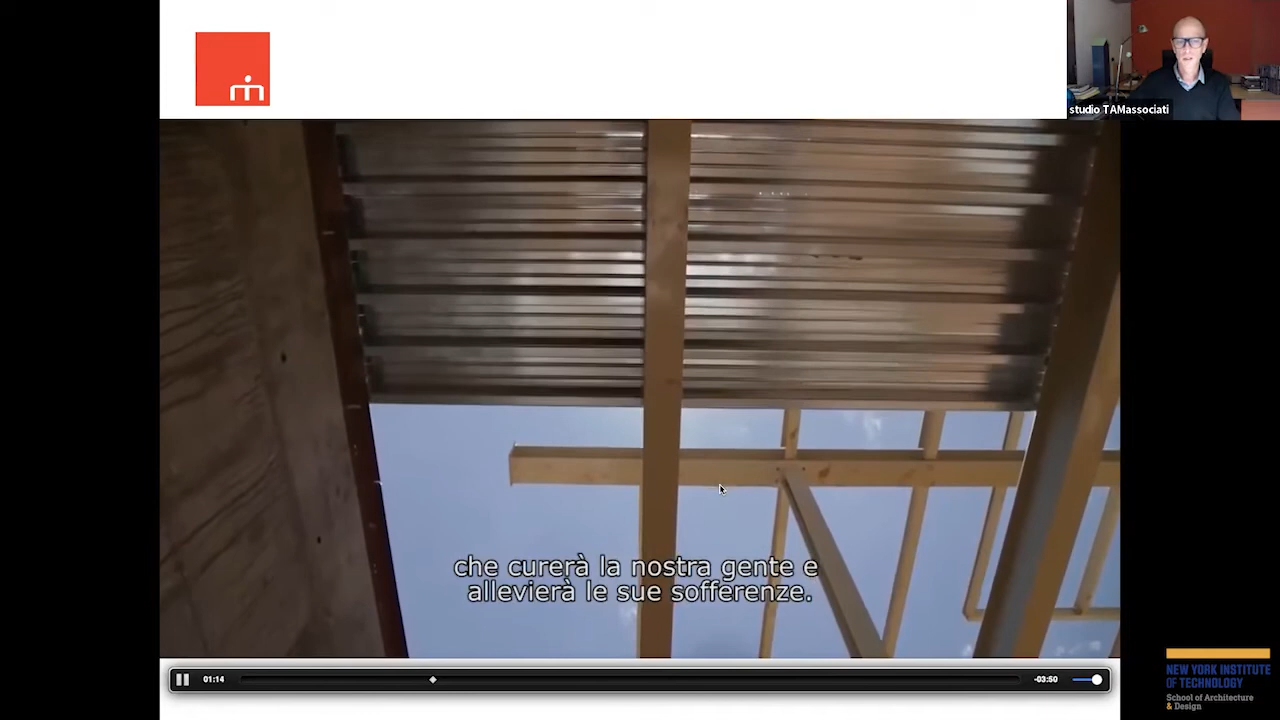 studio TAMassociati
che curerà la nostra gente e
allevierà le sue sofferenze.
01:14
-03:50
NEW YORK INSTITUTE
OF TECHNOLOGY
School of Architecture
& Design